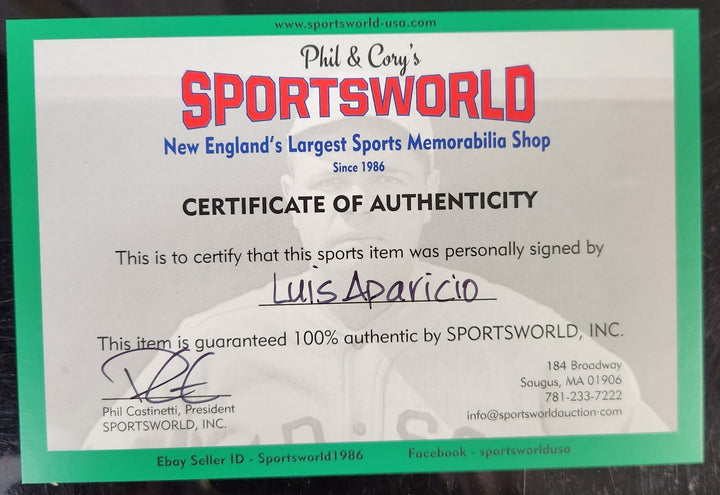 www.sportsworld-usa.com
Phil & Cory's
SPORTSWORLD
New England's Largest Sports Memorabilia Shop
Since 1986
CERTIFICATE OF AUTHENTICITY
This is to certify that this sports item was personally signed by
Luis Aparicio
This item is guaranteed 100% authentic by SPORTSWORLD, INC.
184 Broadway
Saugus, MA 01906
781-233-7222
info@sportsworldauction.com
Phil Castinetti, President
SPORTSWORLD, INC.
Ebay Seller ID - Sportsworld1986
Facebook - sportsworldusa